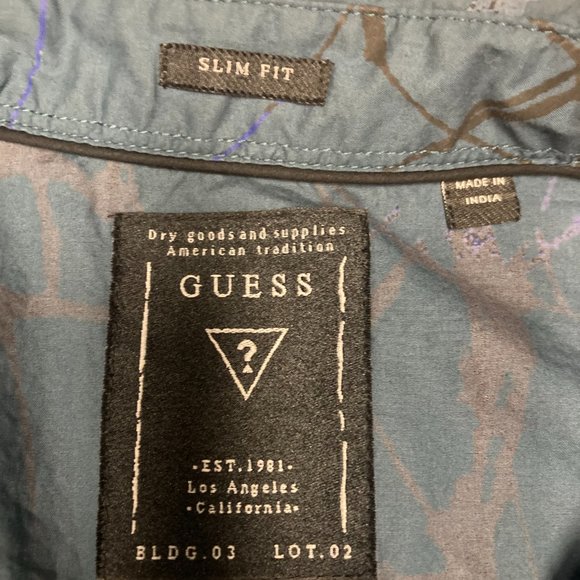 SLIM FIT
MADE IN
INDIA
Dry goods and supplies
American tradition
GUESS
?
•EST.1981•
Los Angeles
•California•
BLDG.03 LOT.02